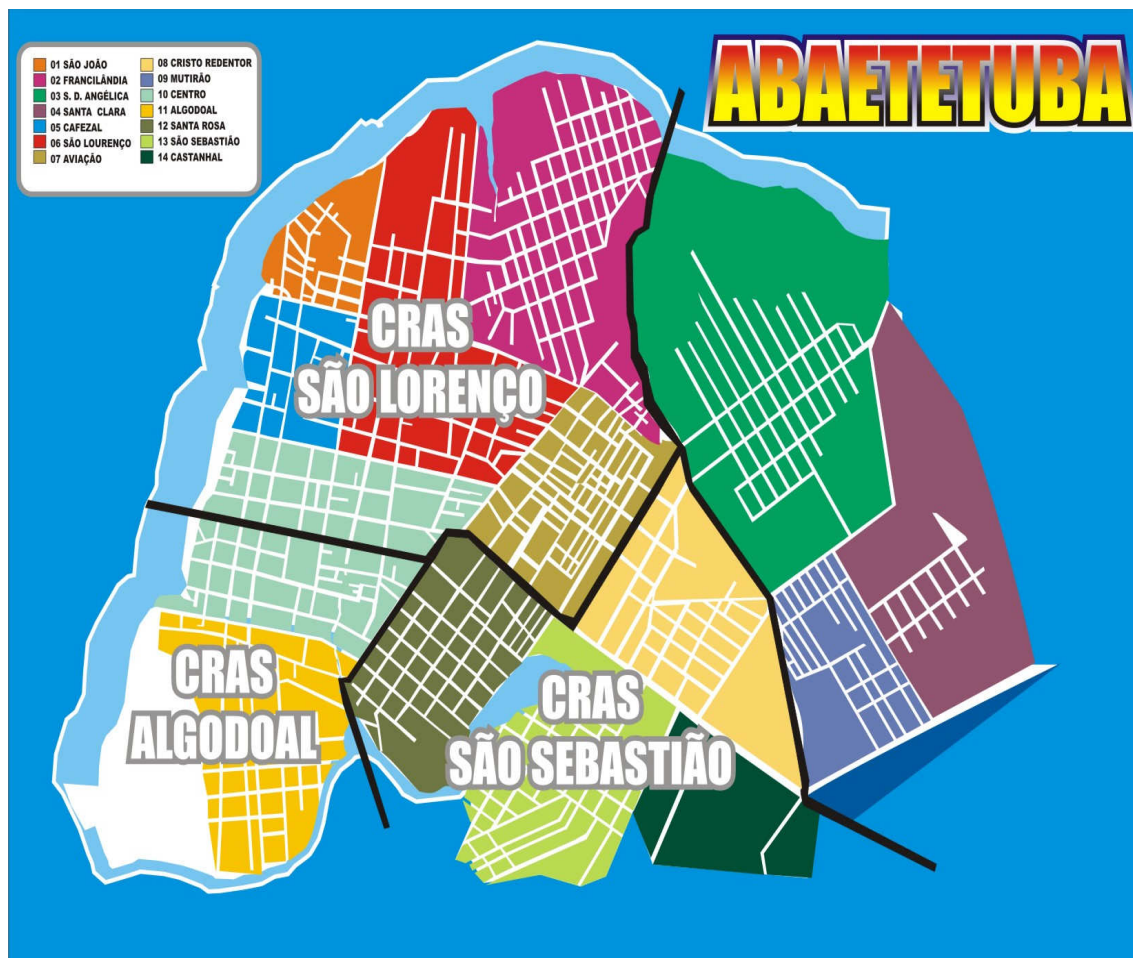 ABAETETUBA
01 SÃO JOÃO
02 FRANCILÂNDIA
03 S. D. ANGÉLICA
04 SANTA CLARA
05 CAFEZAL
06 SÃO LOURENÇO
07 AVIAÇÃO
08 CRISTO REDENTOR
09 MUTIRÃO
10 CENTRO
11 ALGODOAL
12 SANTA ROSA
13 SÃO SEBASTIÃO
14 CASTANHAL
CRAS
SÃO LORENÇO
CRAS
ALGODOAL
CRAS
SÃO SEBASTIÃO